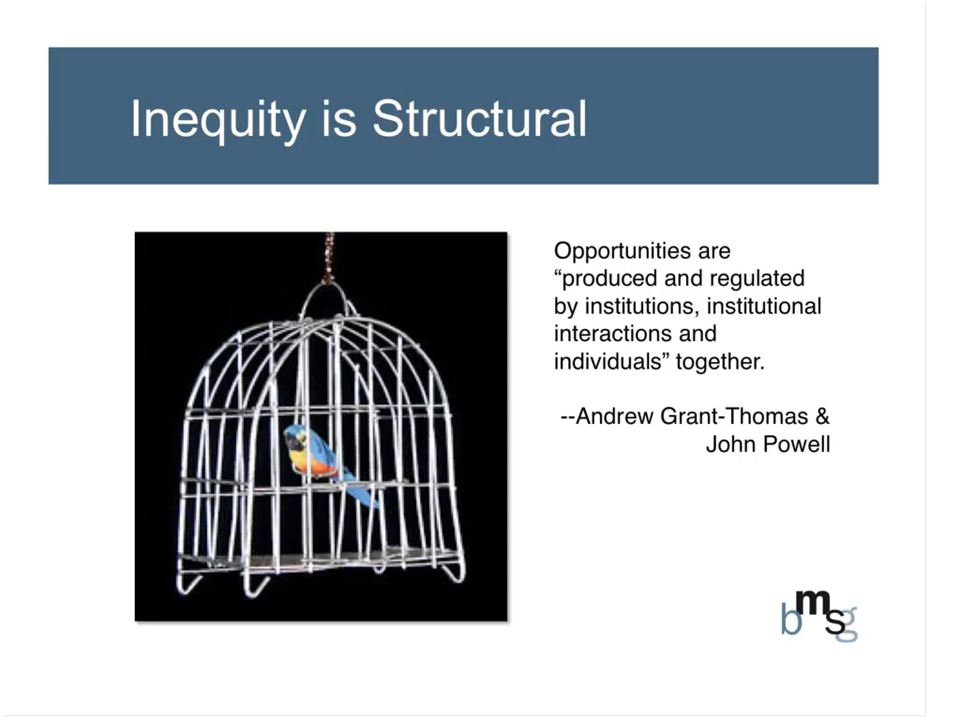 Inequity is Structural
Opportunities are
“produced and regulated
by institutions, institutional
interactions and
individuals” together.
--Andrew Grant-Thomas &
John Powell
bmsg